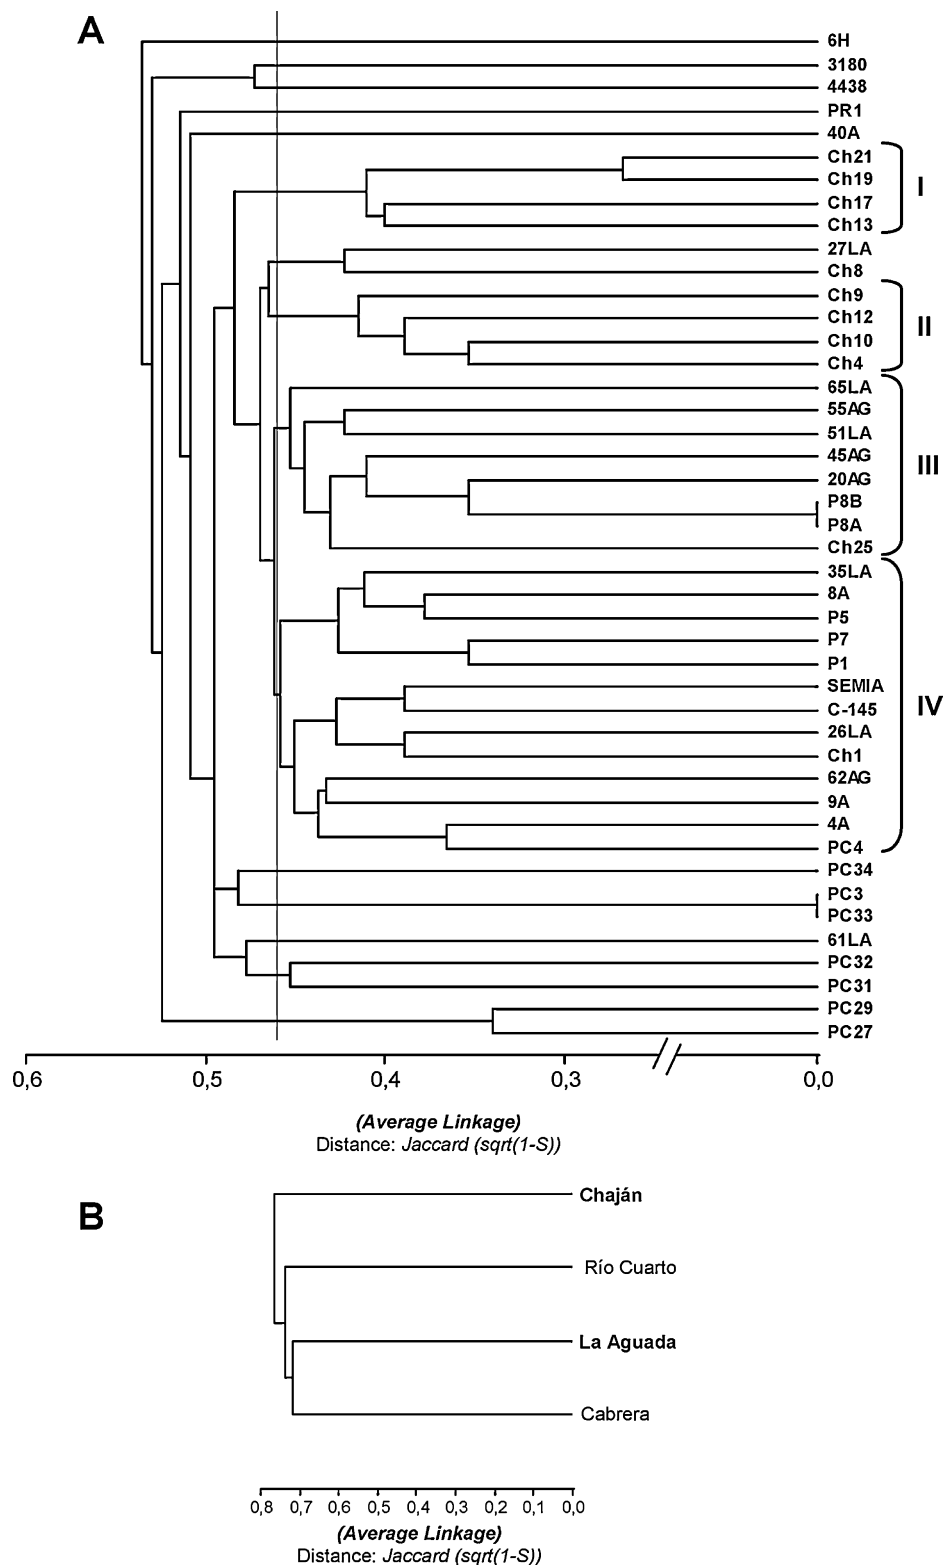 A
6H
3180
4438
PR1
40A
Ch21
Ch19
I
Ch17
Ch13
27LA
Ch8
Ch9
Ch12
II
Ch10
Ch4
65LA
55AG
51LA
45AG
III
20AG
P8B
P8A
Ch25
35LA
8A
P5
P7
P1
SEMIA
C-145
IV
26LA
Ch1
62AG
9A
4A
PC4
PC34
PC3
PC33
61LA
PC32
PC31
PC29
PC27
0,6 0,5 0,4 0,3 0,0
(Average Linkage)
Distance: Jaccard (sqrt(1-S))
B
Chaján
Río Cuarto
La Aguada
Cabrera
0,8 0,7 0,6 0,5 0,4 0,3 0,2 0,1 0,0
(Average Linkage)
Distance: Jaccard (sqrt(1-S))